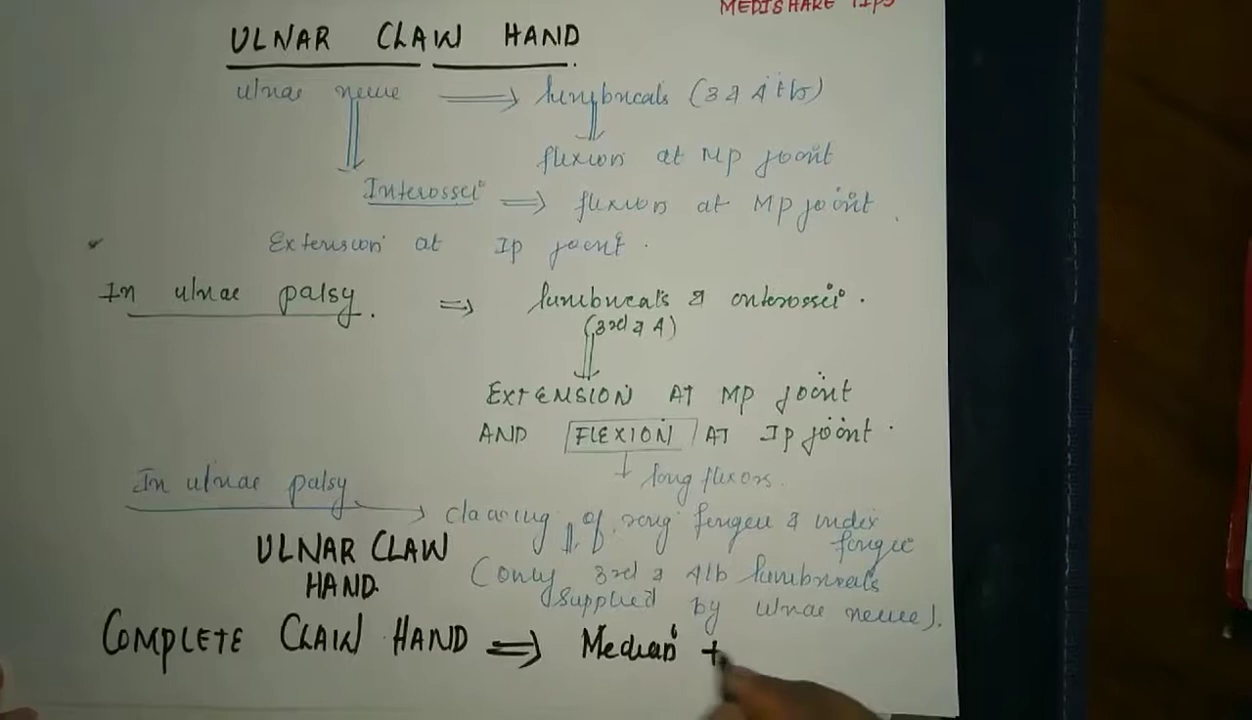 MEDISHARE TIPS
ULNAR CLAW HAND
ulnar nerve ⟹ lumbricals (3 & 4th)
flexion at MP joint
Interossei ⟹ flexion at MP joint.
Extension at Ip joint.
In ulnar palsy. ⟹ lumbricals & interossei.
(3rd & 4)
EXTENSION AT MP joint
AND FLEXION AT Ip joint.
↓ long flexors.
In ulnar palsy → clawing of ring finger & index
finger
ULNAR CLAW
HAND.
(only 3rd & 4th lumbricals
supplied by ulnar nerve).
COMPLETE CLAW HAND ⟹ Median +